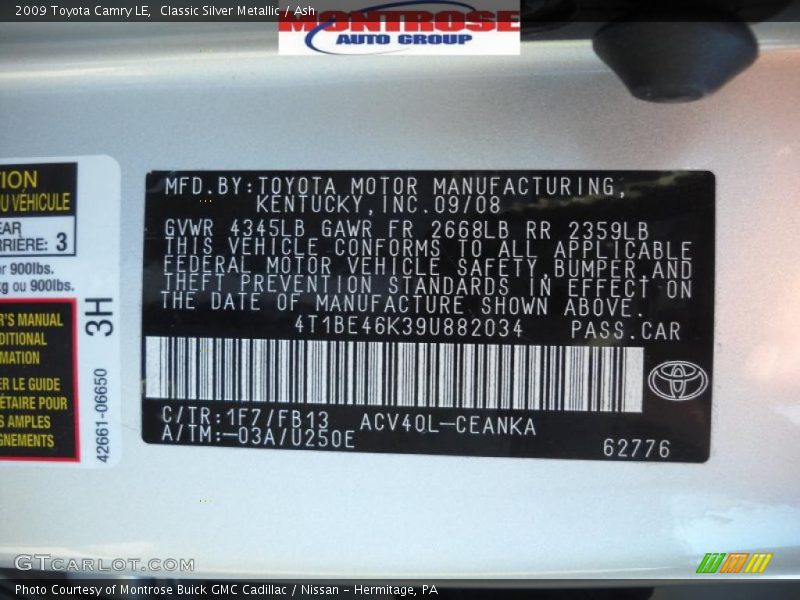 2009 Toyota Camry LE,  Classic Silver Metallic / Ash
MONTROSE
AUTO GROUP
TION
DU VÉHICULE
EAR
RRIÈRE: 3
or 900lbs.
kg ou 900lbs.
R'S MANUAL
DITIONAL
MATION
ER LE GUIDE
ÉTAIRE POUR
S AMPLES
GNEMENTS
3H
42661-06650
MFD.BY:TOYOTA MOTOR MANUFACTURING,
KENTUCKY,INC.09/08
GVWR 4345LB GAWR FR 2668LB RR 2359LB
THIS VEHICLE CONFORMS TO ALL APPLICABLE
FEDERAL MOTOR VEHICLE SAFETY,BUMPER,AND
THEFT PREVENTION STANDARDS IN EFFECT ON
THE DATE OF MANUFACTURE SHOWN ABOVE.
4T1BE46K39U882034 PASS.CAR
C/TR:1F7/FB13 ACV40L-CEANKA
A/TM:-03A/U250E
62776
GTCARLOT.COM
Photo Courtesy of Montrose Buick GMC Cadillac / Nissan - Hermitage, PA